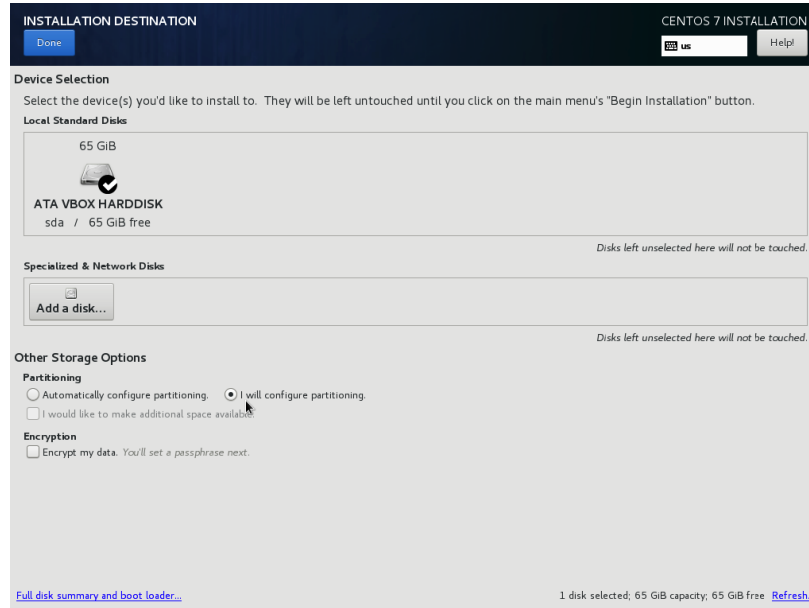 INSTALLATION DESTINATION
CENTOS 7 INSTALLATION
Done
us
Help!
Device Selection
Select the device(s) you'd like to install to. They will be left untouched until you click on the main menu's "Begin Installation" button.
Local Standard Disks
65 GiB
ATA VBOX HARDDISK
sda / 65 GiB free
Disks left unselected here will not be touched.
Specialized & Network Disks
Add a disk...
Disks left unselected here will not be touched.
Other Storage Options
Partitioning
Automatically configure partitioning. I will configure partitioning.
I would like to make additional space available.
Encryption
Encrypt my data. You'll set a passphrase next.
Full disk summary and boot loader...
1 disk selected; 65 GiB capacity; 65 GiB free Refresh